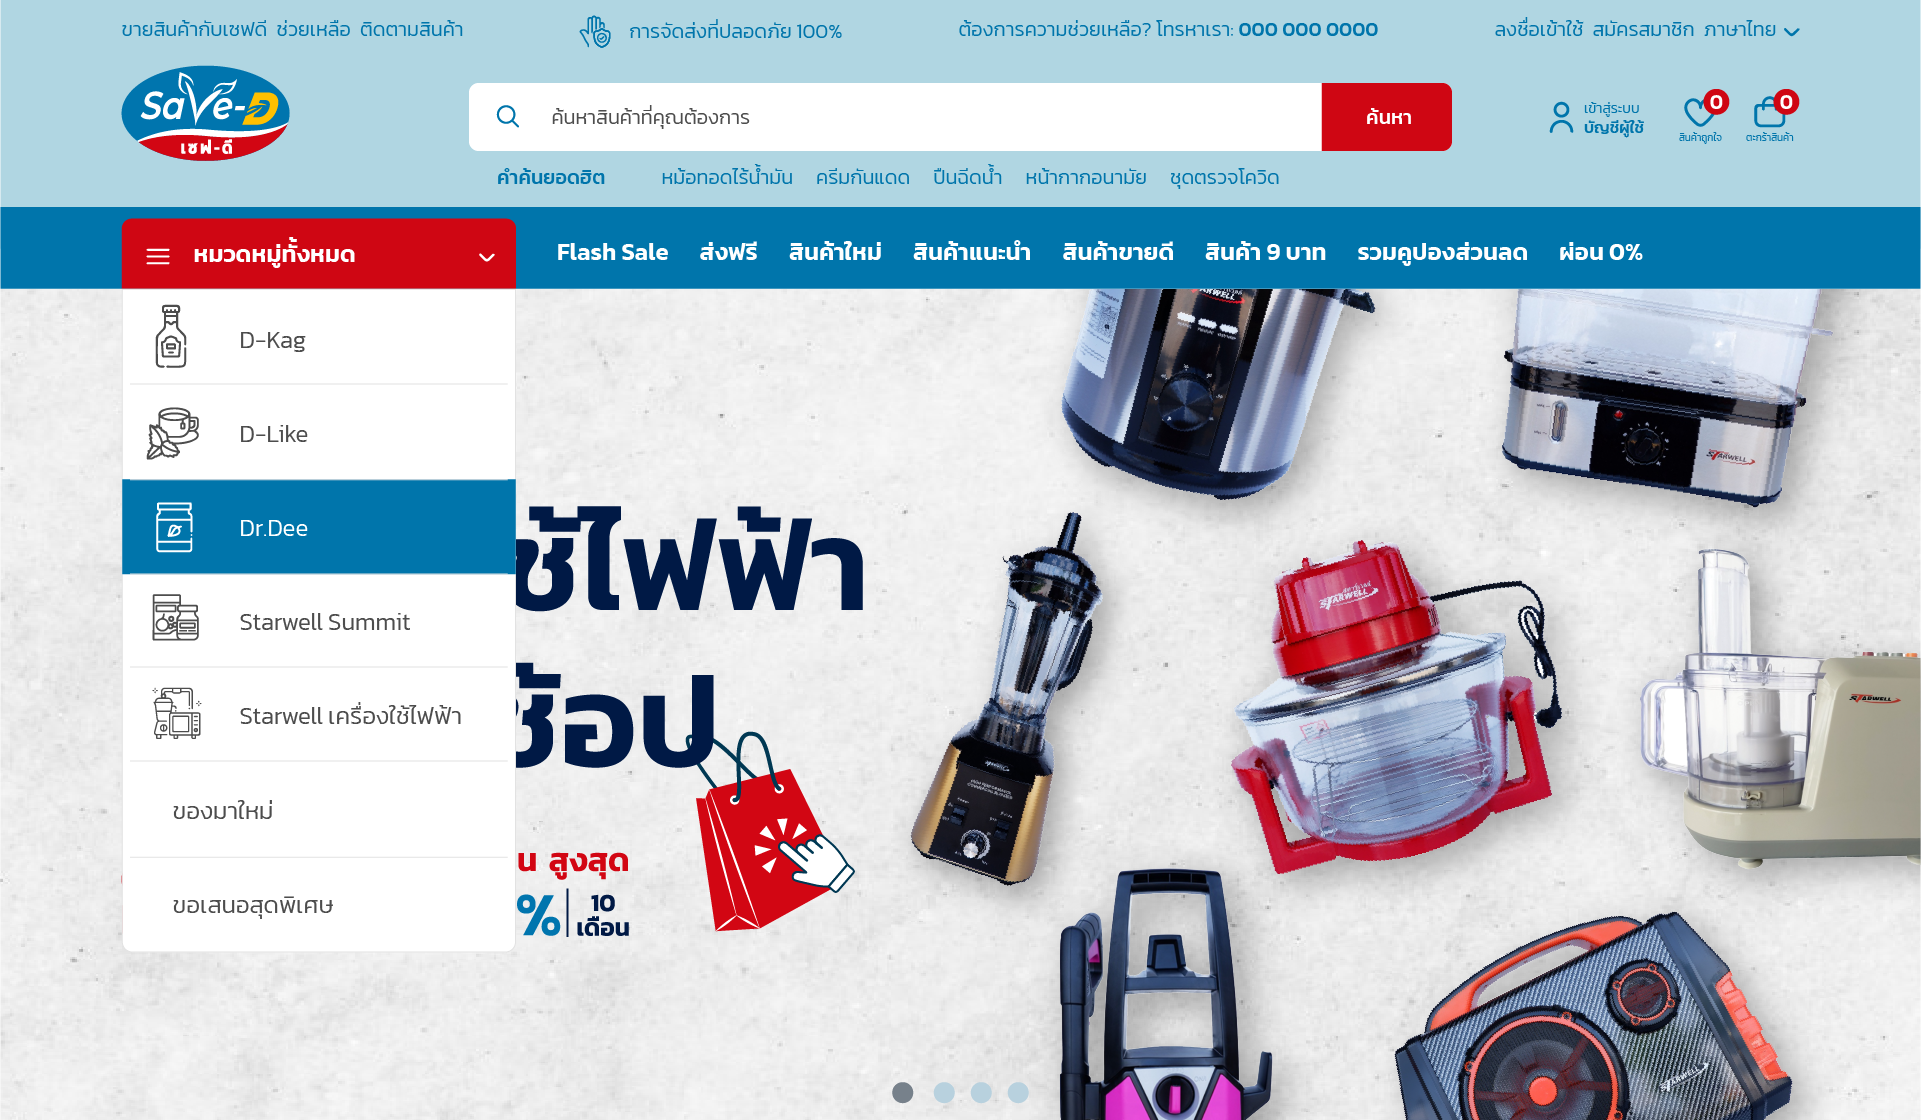 ขายสินค้ากับเซฟดี ช่วยเหลือ ติดตามสินค้า
การจัดส่งที่ปลอดภัย 100%
ต้องการความช่วยเหลือ? โทรหาเรา: 000 000 0000
ลงชื่อเข้าใช้ สมัครสมาชิก ภาษาไทย
Save-D
เซฟ-ดี
ค้นหาสินค้าที่คุณต้องการ
ค้นหา
เข้าสู่ระบบ
บัญชีผู้ใช้
0
สินค้าถูกใจ
0
ตะกร้าสินค้า
คำค้นยอดฮิต หม้อทอดไร้น้ำมัน ครีมกันแดด ปืนฉีดน้ำ หน้ากากอนามัย ชุดตรวจโควิด
หมวดหมู่ทั้งหมด
Flash Sale ส่งฟรี สินค้าใหม่ สินค้าแนะนำ สินค้าขายดี สินค้า 9 บาท รวมคูปองส่วนลด ผ่อน 0%
D-Kag
D-Like
Dr.Dee
Starwell Summit
Starwell เครื่องใช้ไฟฟ้า
ของมาใหม่
ขอเสนอสุดพิเศษ
ช้ไฟฟ้า
ช้อป
น สูงสุด
% 10
เดือน
STARWELL
STARWELL
STARWELL
STARWELL
STARWELL